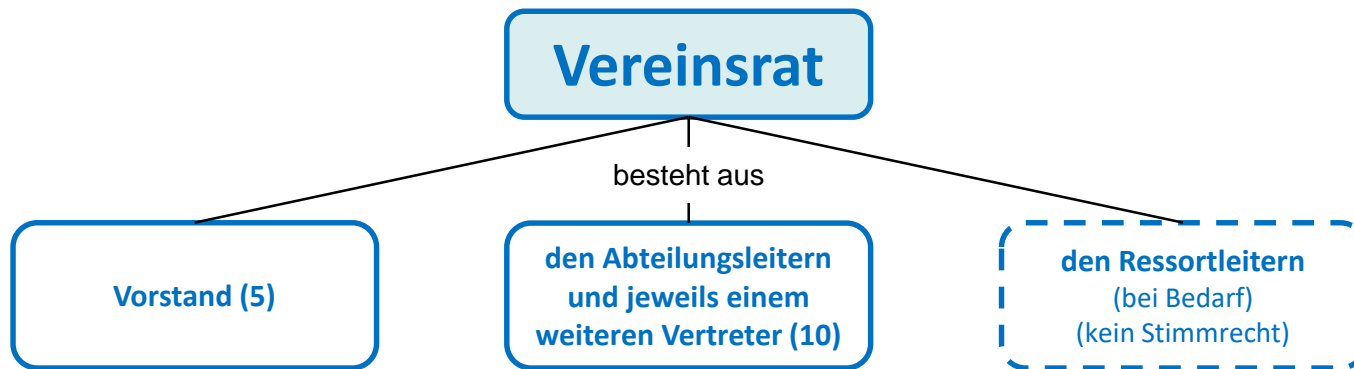 Vereinsrat
besteht aus
Vorstand (5)
den Abteilungsleitern
und jeweils einem
weiteren Vertreter (10)
den Ressortleitern
(bei Bedarf)
(kein Stimmrecht)